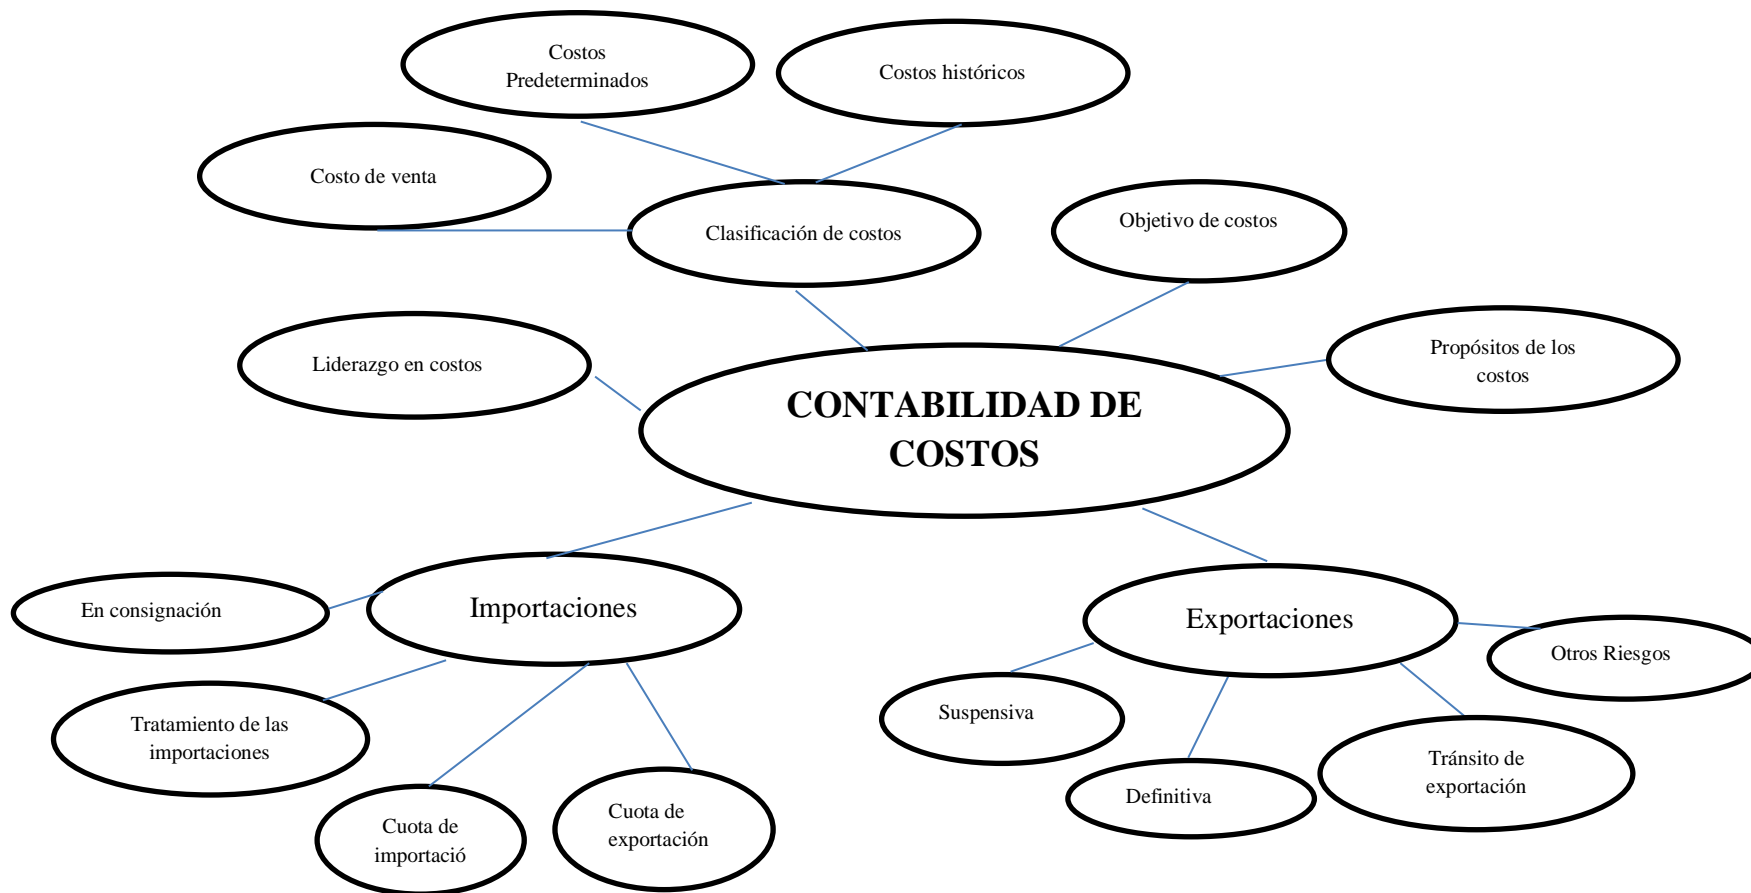 Costos
Predeterminados
Costos históricos
Costo de venta
Clasificación de costos
Objetivo de costos
Liderazgo en costos
Propósitos de los
costos
CONTABILIDAD DE
COSTOS
En consignación
Importaciones
Exportaciones
Otros Riesgos
Tratamiento de las
importaciones
Suspensiva
Cuota de
importació
Cuota de
exportación
Definitiva
Tránsito de
exportación